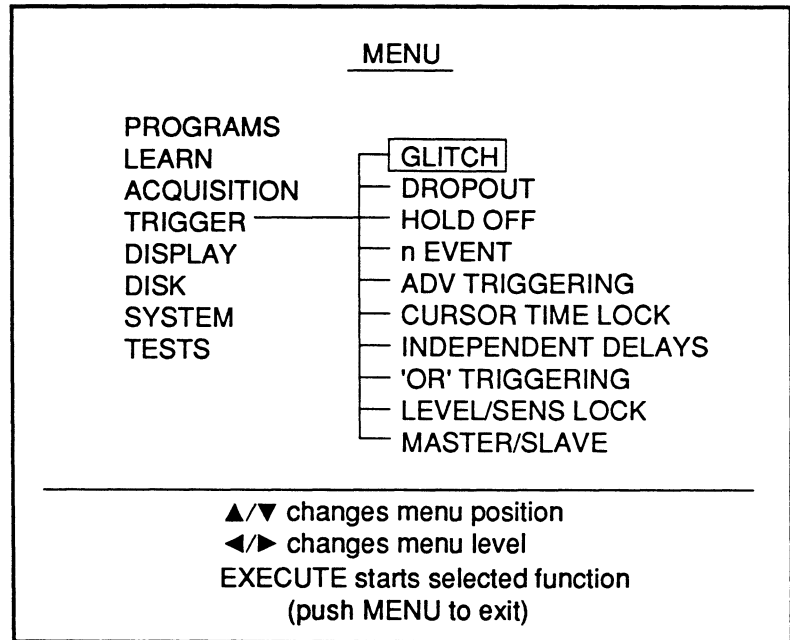 MENU
PROGRAMS
LEARN
ACQUISITION
TRIGGER
DISPLAY
DISK
SYSTEM
TESTS
GLITCH
DROPOUT
HOLD OFF
n EVENT
ADV TRIGGERING
CURSOR TIME LOCK
INDEPENDENT DELAYS
'OR' TRIGGERING
LEVEL/SENS LOCK
MASTER/SLAVE
▲/▼ changes menu position
◄/► changes menu level
EXECUTE starts selected function
(push MENU to exit)